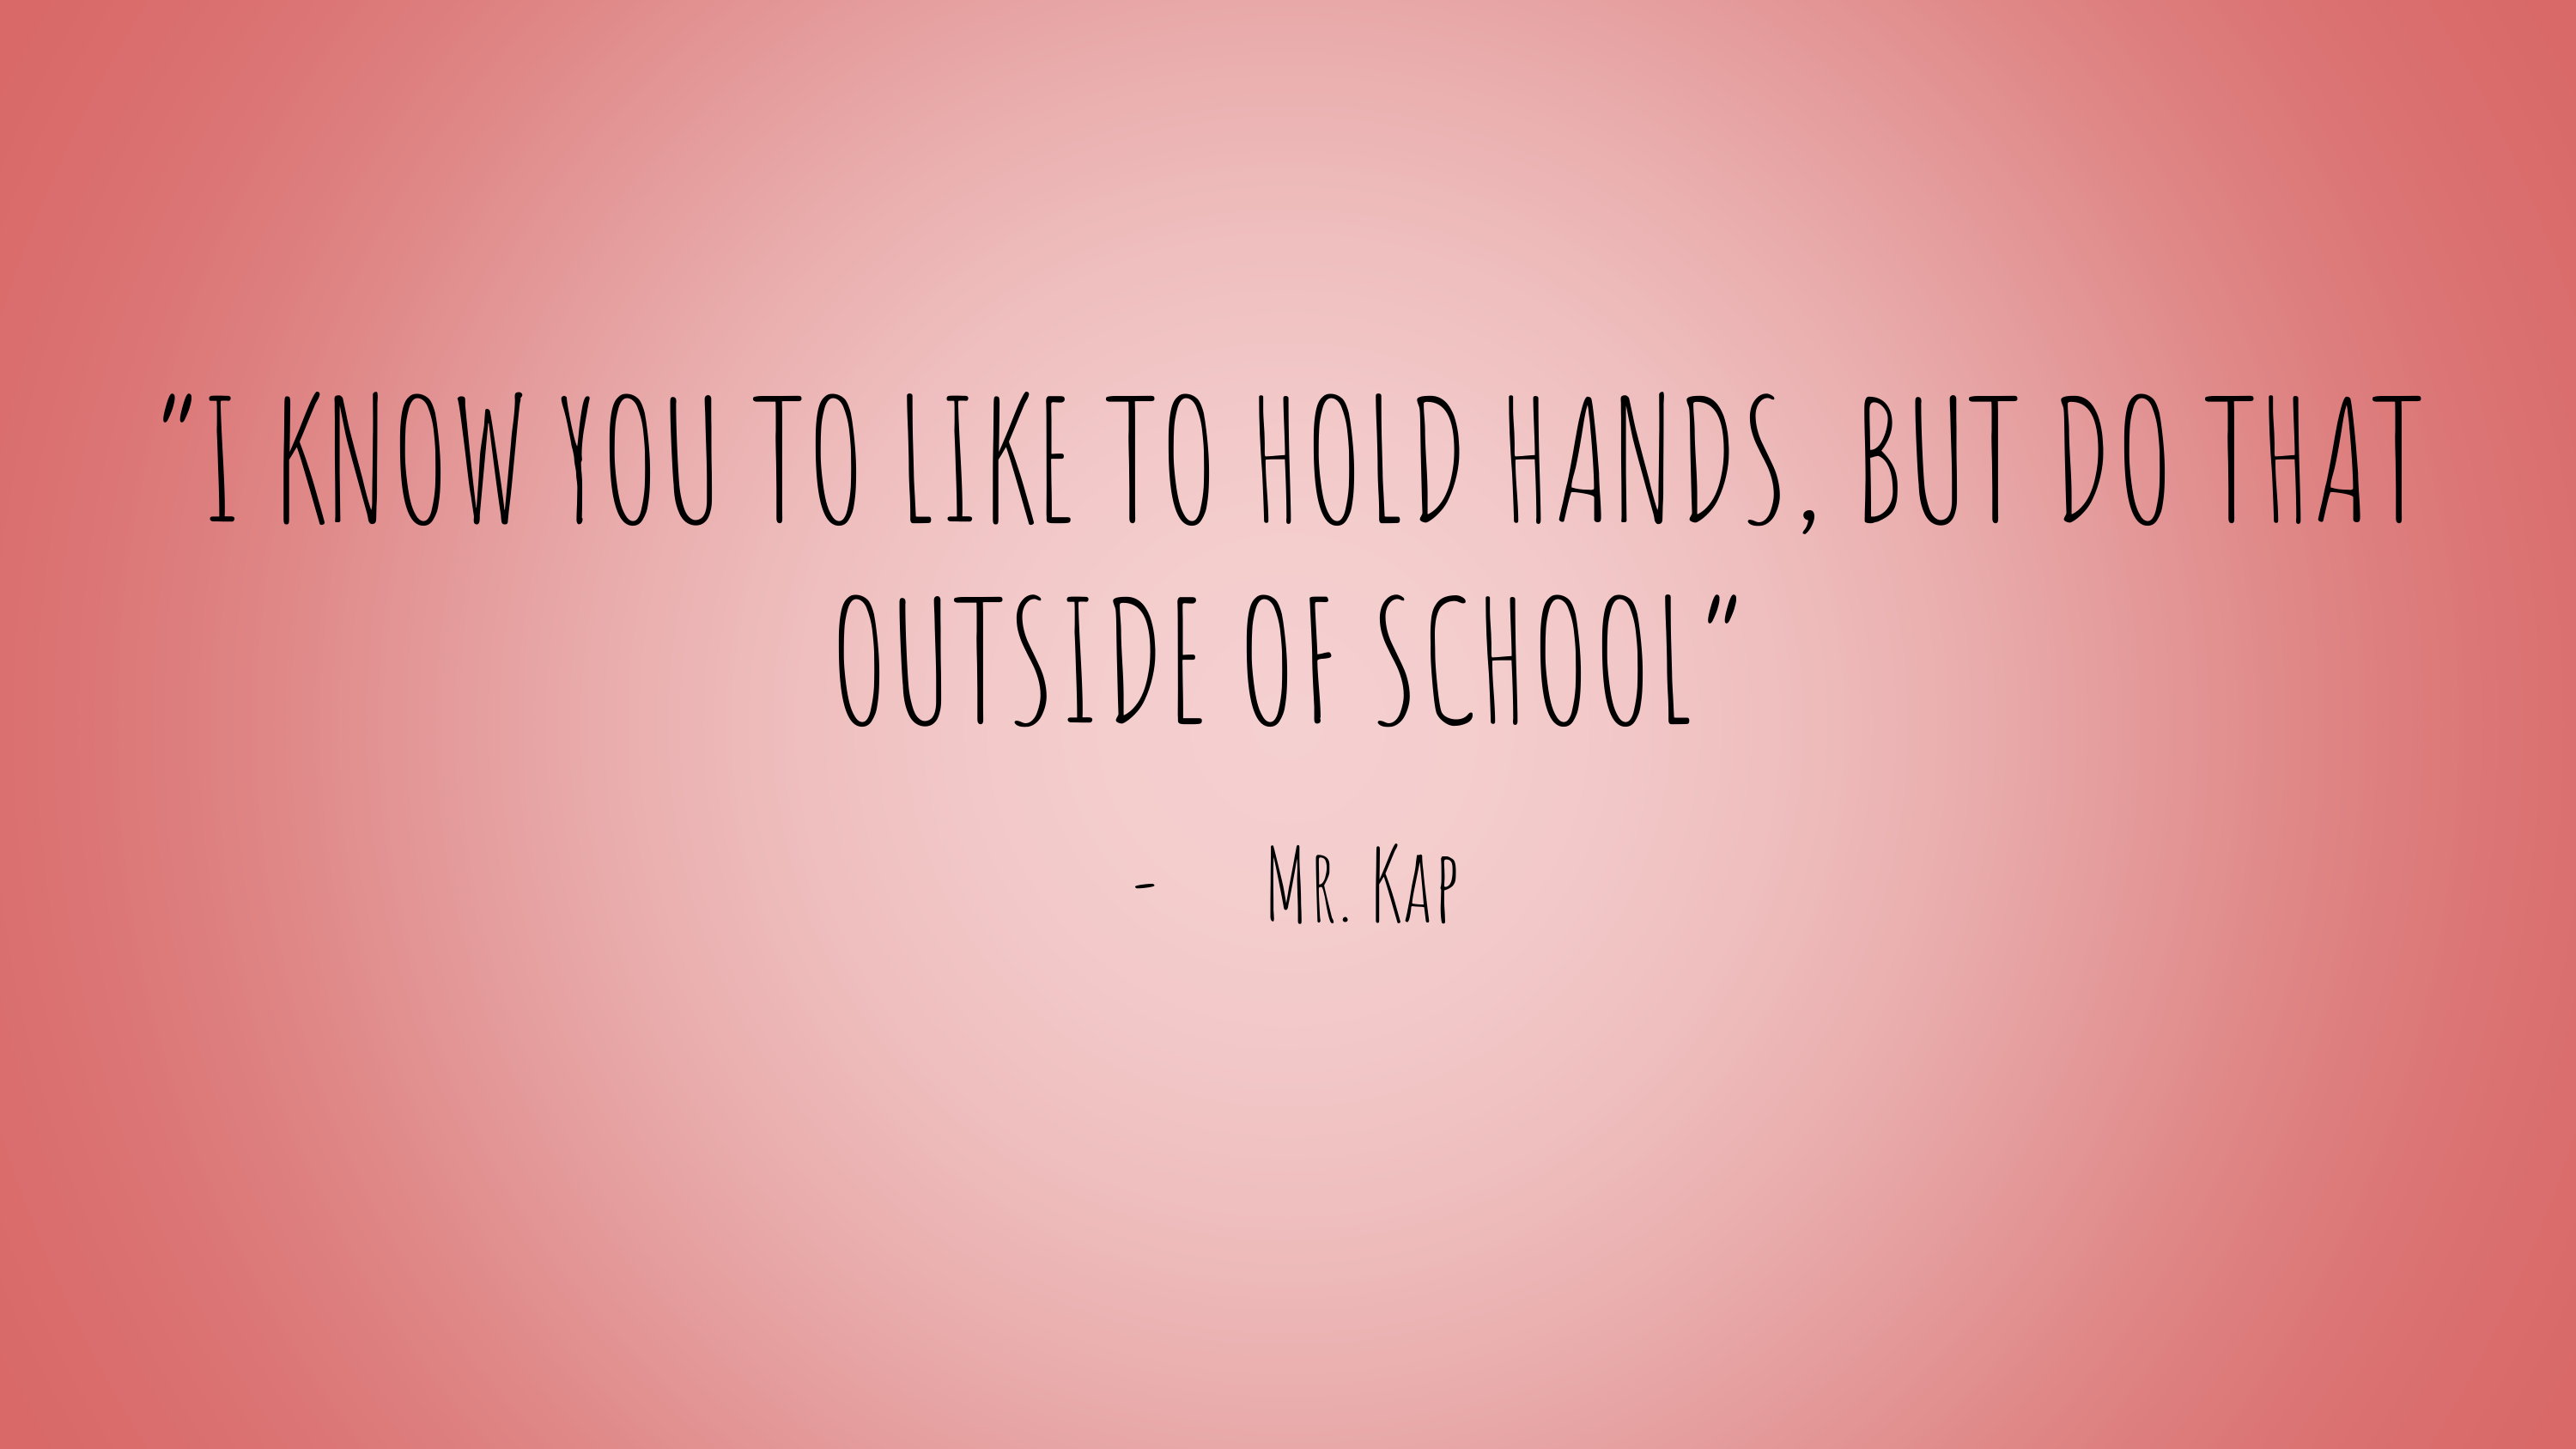 "I KNOW YOU TO LIKE TO HOLD HANDS, BUT DO THAT
OUTSIDE OF SCHOOL"
- Mr. Kap